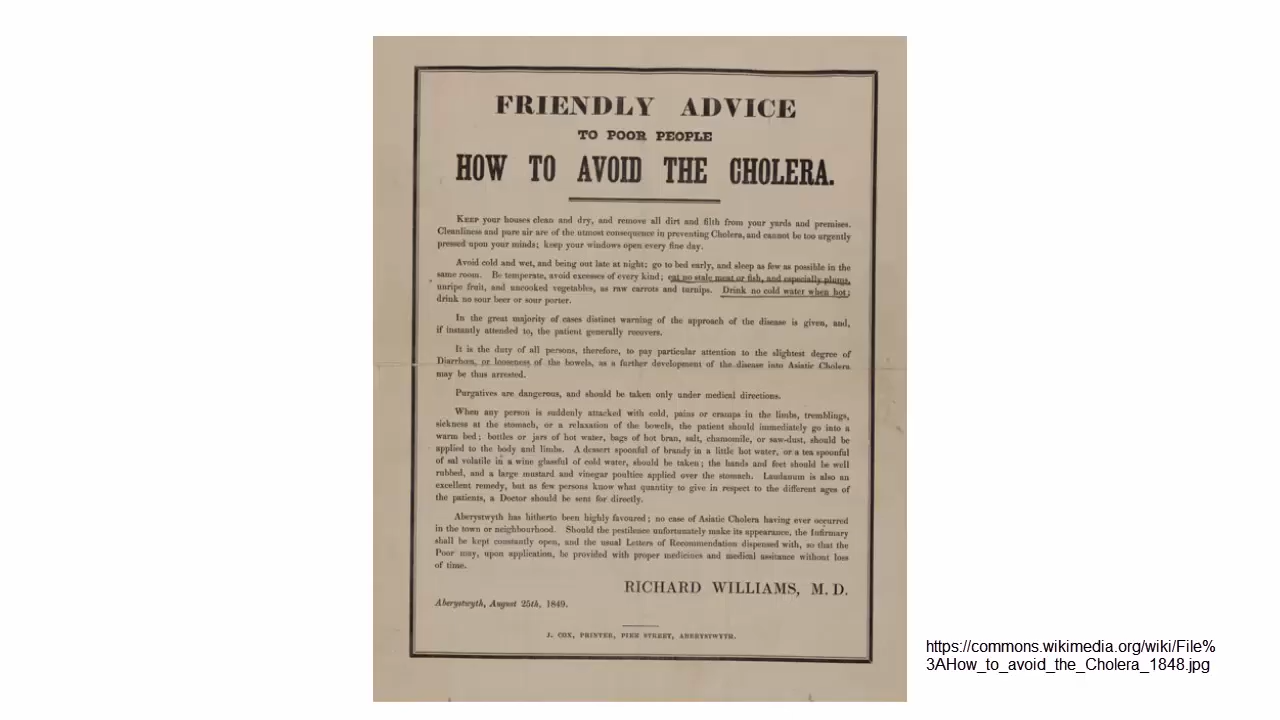 FRIENDLY ADVICE
TO POOR PEOPLE
HOW TO AVOID THE CHOLERA.
KEEP your houses clean and dry, and remove all dirt and filth from your yards and premises.
Cleanliness and pure air are of the utmost consequence in preventing Cholera, and cannot be too urgently
pressed upon your minds; keep your windows open every fine day.
Avoid cold and wet, and being out late at night; go to bed early, and sleep as few as possible in the
same room. Be temperate, avoid excesses of every kind; eat no stale meat or fish, and especially plums,
unripe fruit, and uncooked vegetables, as raw carrots and turnips. Drink no cold water when hot;
drink no sour beer or sour porter.
In the great majority of cases distinct warning of the approach of the disease is given, and,
if instantly attended to, the patient generally recovers.
It is the duty of all persons, therefore, to pay particular attention to the slightest degree of
Diarrhœa, or looseness of the bowels, as a further development of the disease into Asiatic Cholera
may be thus arrested.
Purgatives are dangerous, and should be taken only under medical directions.
When any person is suddenly attacked with cold, pains or cramps in the limbs, tremblings,
sickness at the stomach, or a relaxation of the bowels, the patient should immediately go into a
warm bed; bottles or jars of hot water, bags of hot bran, salt, chamomile, or saw-dust, should be
applied to the body and limbs. A dessert spoonful of brandy in a little hot water, or a tea spoonful
of sal volatile in a wine glassful of cold water, should be taken; the hands and feet should be well
rubbed, and a large mustard and vinegar poultice applied over the stomach. Laudanum is also an
excellent remedy, but as few persons know what quantity to give in respect to the different ages of
the patients, a Doctor should be sent for directly.
Aberystwyth has hitherto been highly favoured; no case of Asiatic Cholera having ever occurred
in the town or neighbourhood. Should the pestilence unfortunately make its appearance, the Infirmary
shall be kept constantly open, and the usual Letters of Recommendation dispensed with, so that the
Poor may, upon application, be provided with proper medicines and medical assitance without loss
of time.
RICHARD WILLIAMS, M. D.
Aberystwyth, August 25th, 1849.
J. COX, PRINTER, PIER STREET, ABERYSTWYTH.
https://commons.wikimedia.org/wiki/File%
3AHow_to_avoid_the_Cholera_1848.jpg